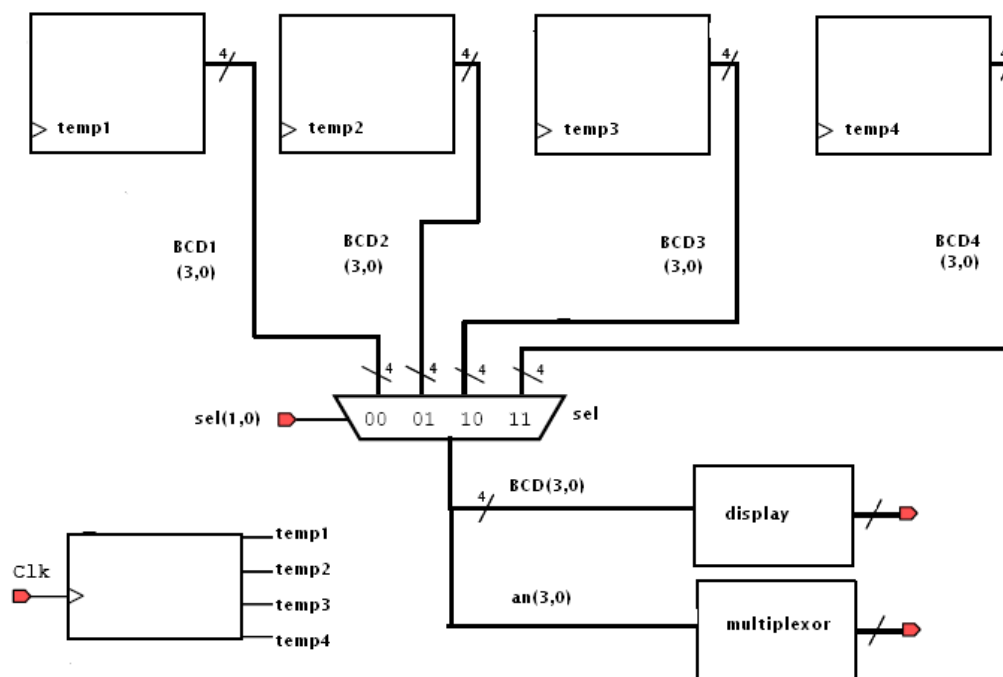 4
4
4
4
temp1
temp2
temp3
temp4
BCD1
(3,0)
BCD2
(3,0)
BCD3
(3,0)
BCD4
(3,0)
4
4
4
4
sel(1,0)
00 01 10 11
sel
4
BCD(3,0)
display
Clk
temp1
temp2
temp3
temp4
an(3,0)
multiplexor